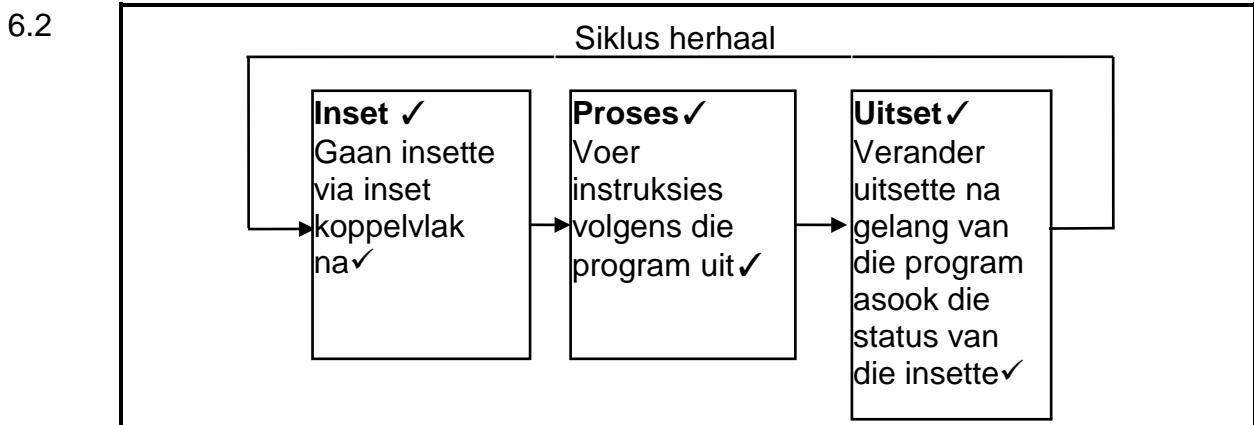 6.2
Siklus herhaal
Inset ✓
Gaan insette
via inset
koppelvlak
na✓
Proses✓
Voer
instruksies
volgens die
program uit✓
Uitset✓
Verander
uitsette na
gelang van
die program
asook die
status van
die insette✓